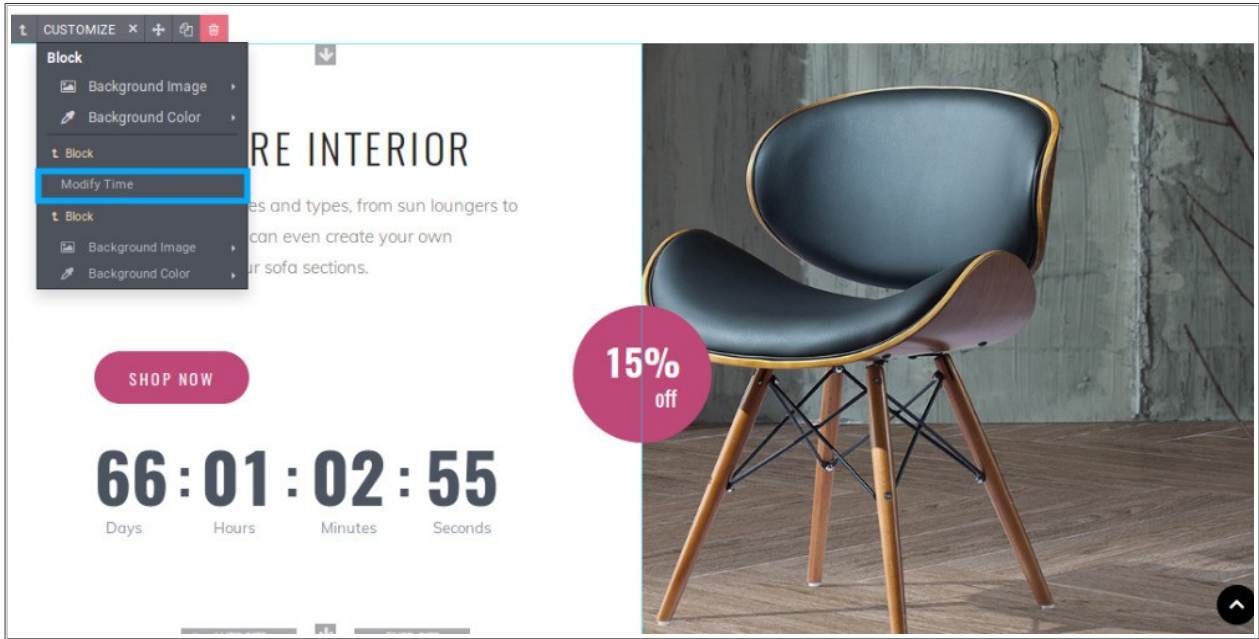 CUSTOMIZE
Block
Background Image
Background Color
Block
Modify Time
Block
Background Image
Background Color
RE INTERIOR
es and types, from sun loungers to
can even create your own
ur sofa sections.
SHOP NOW
15%
off
66 : 01 : 02 : 55
Days Hours Minutes Seconds